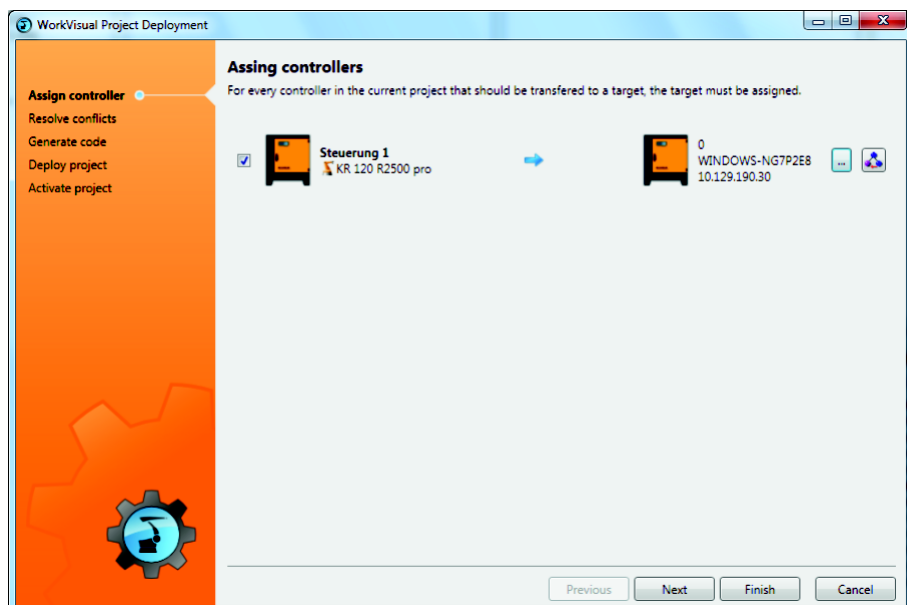 WorkVisual Project Deployment
Assign controller
Resolve conflicts
Generate code
Deploy project
Activate project
Assing controllers
For every controller in the current project that should be transfered to a target, the target must be assigned.
Steuerung 1
KR 120 R2500 pro
0
WINDOWS-NG7P2E8
10.129.190.30
...
Previous
Next
Finish
Cancel